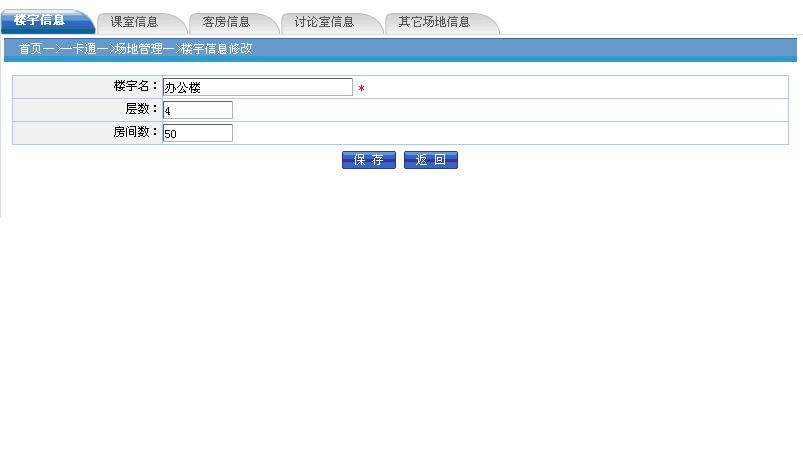 楼宇信息 课室信息 客房信息 讨论室信息 其它场地信息
首页—>一卡通—>场地管理—>楼宇信息修改
楼宇名：办公楼 *
层数：4
房间数：50
保 存 返 回